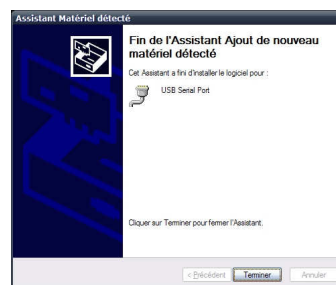 Assistant Matériel détecté
Fin de l'Assistant Ajout de nouveau
matériel détecté
Cet Assistant a fini d'installer le logiciel pour :
USB Serial Port
Cliquer sur Terminer pour fermer l'Assistant.
< Précédent
Terminer
Annuler